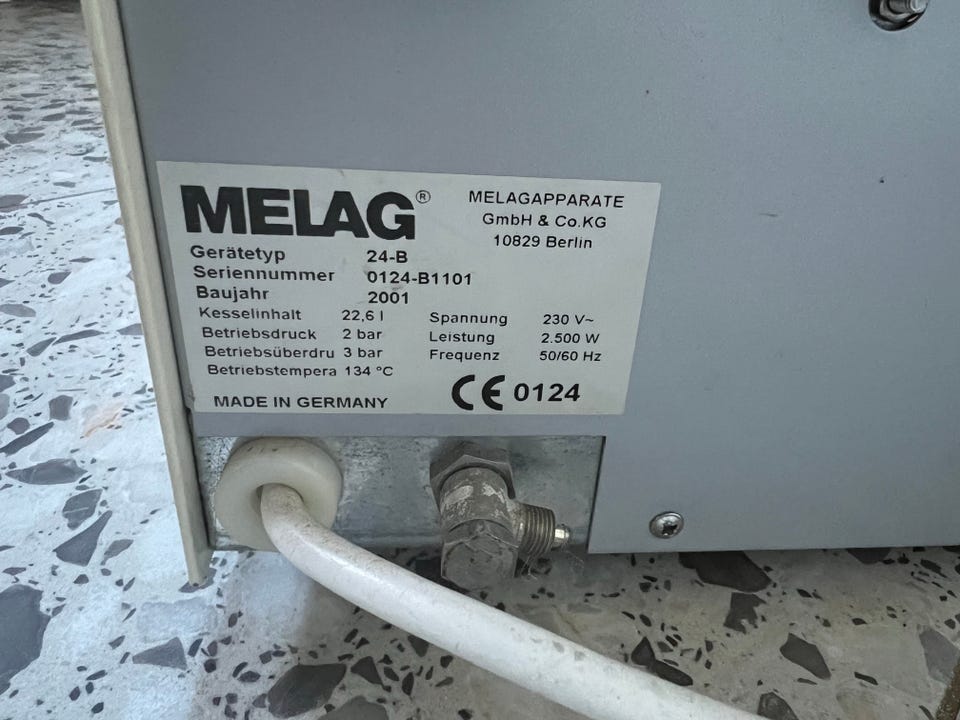 MELAG®
MELAGAPPARATE
GmbH & Co.KG
10829 Berlin
Gerätetyp 24-B
Seriennummer 0124-B1101
Baujahr 2001
Kesselinhalt 22,6 l
Betriebsdruck 2 bar
Betriebsüberdru 3 bar
Betriebstempera 134 °C
Spannung 230 V~
Leistung 2.500 W
Frequenz 50/60 Hz
MADE IN GERMANY
CE 0124